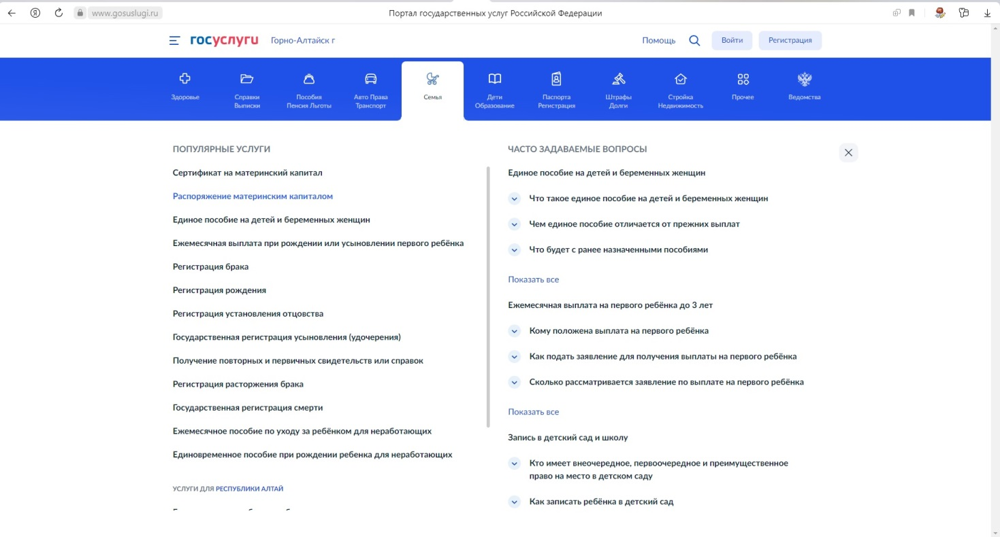 www.gosuslugi.ru
Портал государственных услуг Российской Федерации
госуслуги
Горно-Алтайск г
Помощь
Войти
Регистрация
Здоровье
Справки
Выписки
Пособия
Пенсия Льготы
Авто Права
Транспорт
Семья
Дети
Образование
Паспорта
Регистрация
Штрафы
Долги
Стройка
Недвижимость
Прочее
Ведомства
ПОПУЛЯРНЫЕ УСЛУГИ
Сертификат на материнский капитал
Распоряжение материнским капиталом
Единое пособие на детей и беременных женщин
Ежемесячная выплата при рождении или усыновлении первого ребёнка
Регистрация брака
Регистрация рождения
Регистрация установления отцовства
Государственная регистрация усыновления (удочерения)
Получение повторных и первичных свидетельств или справок
Регистрация расторжения брака
Государственная регистрация смерти
Ежемесячное пособие по уходу за ребёнком для неработающих
Единовременное пособие при рождении ребенка для неработающих
УСЛУГИ ДЛЯ РЕСПУБЛИКИ АЛТАЙ
ЧАСТО ЗАДАВАЕМЫЕ ВОПРОСЫ
Единое пособие на детей и беременных женщин
Что такое единое пособие на детей и беременных женщин
Чем единое пособие отличается от прежних выплат
Что будет с ранее назначенными пособиями
Показать все
Ежемесячная выплата на первого ребёнка до 3 лет
Кому положена выплата на первого ребёнка
Как подать заявление для получения выплаты на первого ребёнка
Сколько рассматривается заявление по выплате на первого ребёнка
Показать все
Запись в детский сад и школу
Кто имеет внеочередное, первоочередное и преимущественное
право на место в детском саду
Как записать ребёнка в детский сад